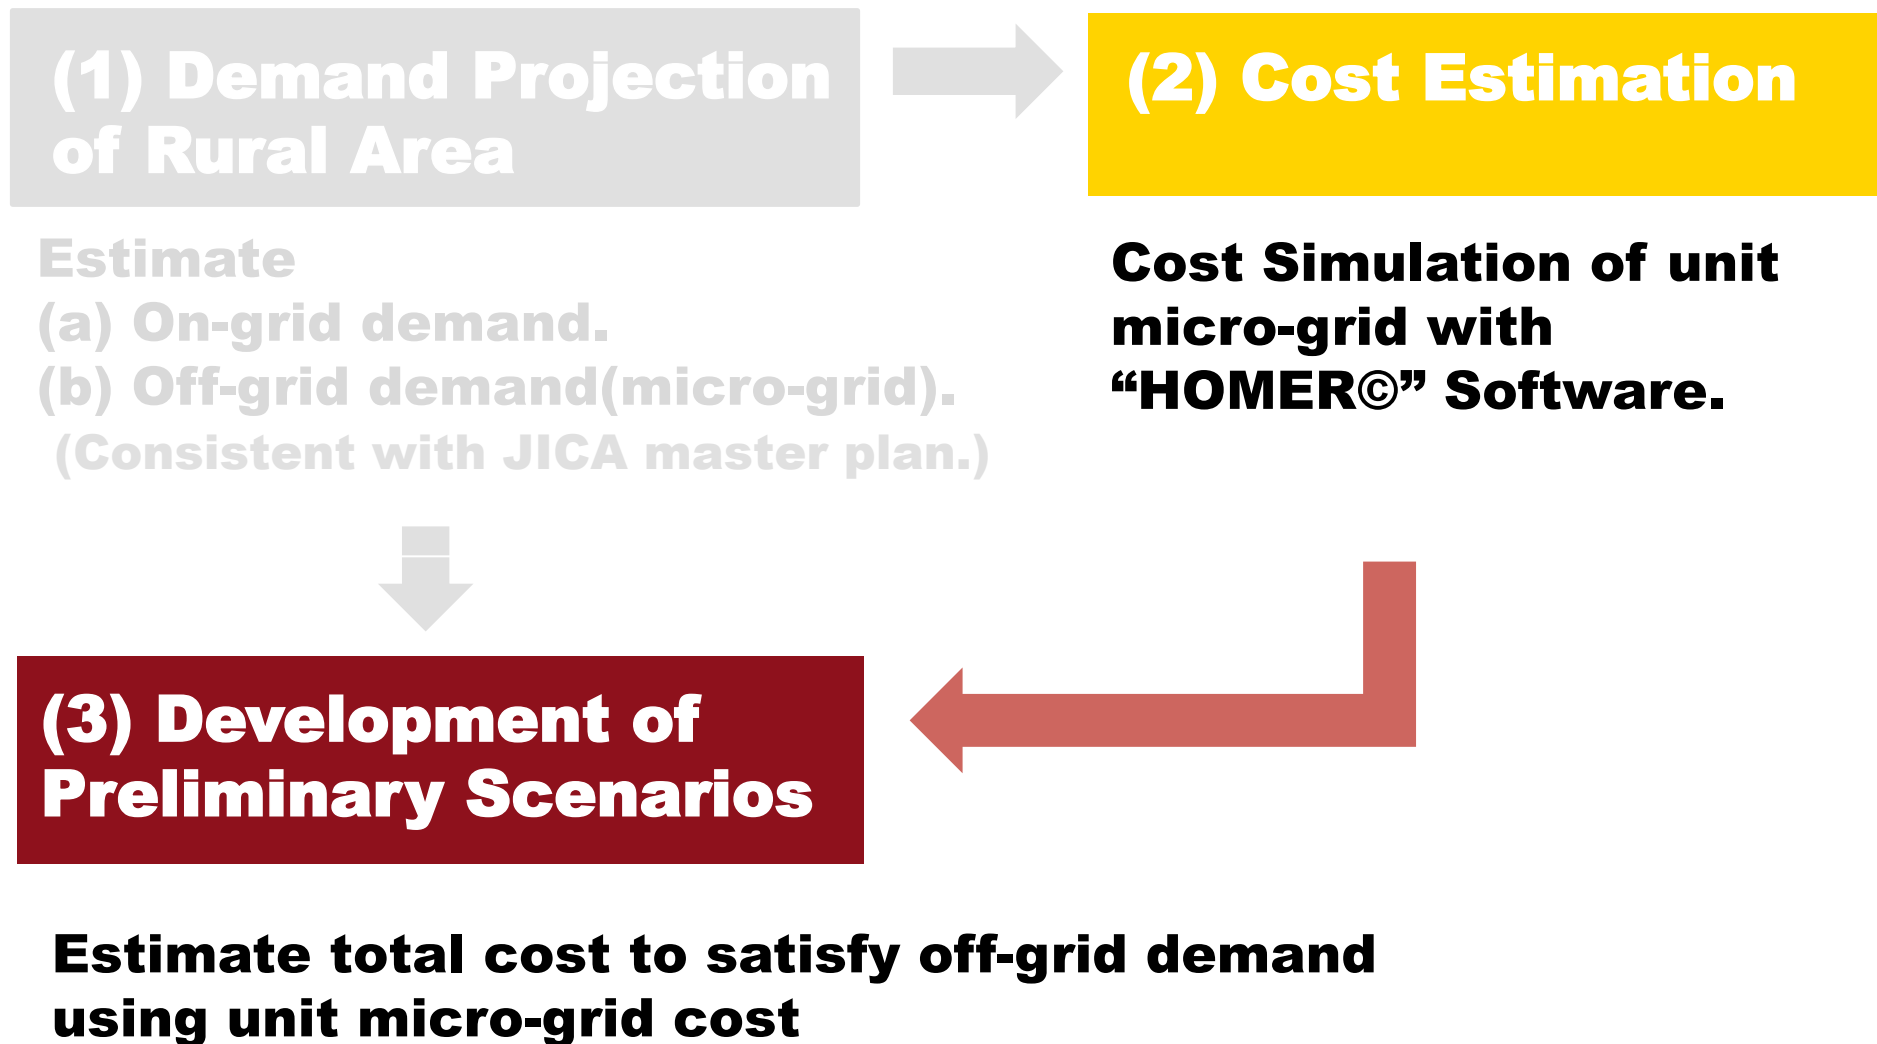 (1) Demand Projection
of Rural Area
Estimate
(a) On-grid demand.
(b) Off-grid demand(micro-grid).
(Consistent with JICA master plan.)
(2) Cost Estimation
Cost Simulation of unit
micro-grid with
“HOMER©” Software.
(3) Development of
Preliminary Scenarios
Estimate total cost to satisfy off-grid demand
using unit micro-grid cost